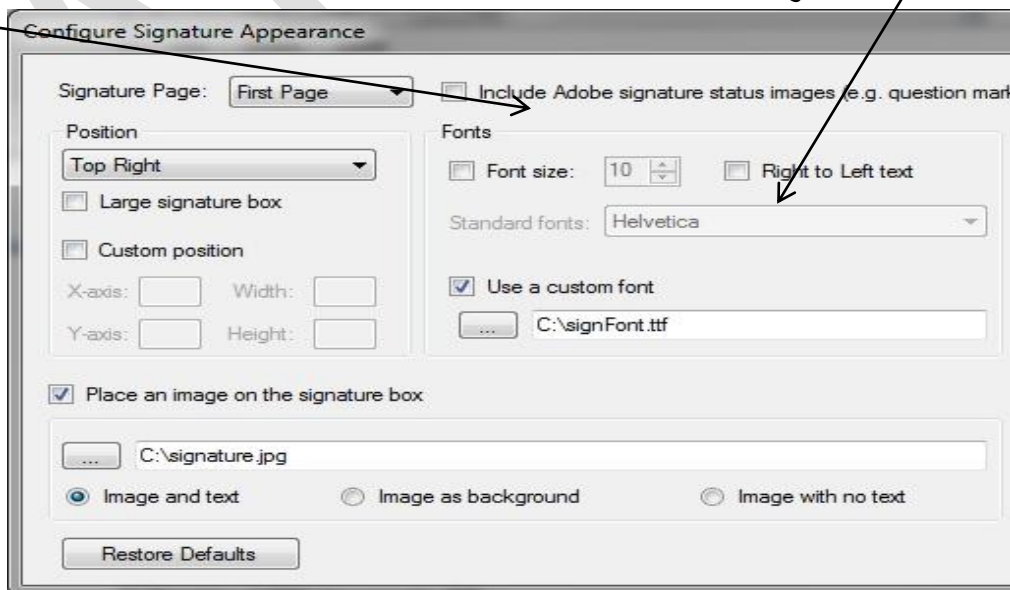 Configure Signature Appearance
Signature Page: First Page Include Adobe signature status images (e.g. question mark
Position
Top Right
Large signature box
Custom position
X-axis: Width:
Y-axis: Height:
Fonts
Font size: 10 Right to Left text
Standard fonts: Helvetica
Use a custom font
... C:\signFont.ttf
Place an image on the signature box
... C:\signature.jpg
Image and text Image as background Image with no text
Restore Defaults